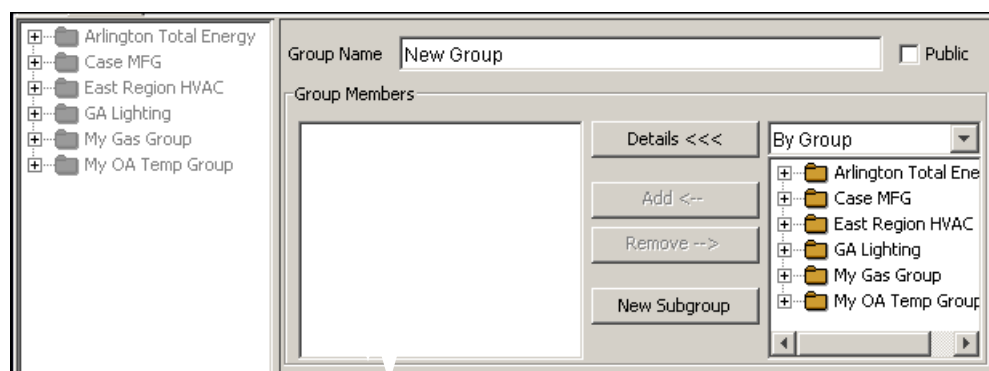 Arlington Total Energy
Case MFG
East Region HVAC
GA Lighting
My Gas Group
My OA Temp Group
Group Name New Group Public
Group Members
Details <<<
Add <--
Remove -->
New Subgroup
By Group
Arlington Total Ene
Case MFG
East Region HVAC
GA Lighting
My Gas Group
My OA Temp Group